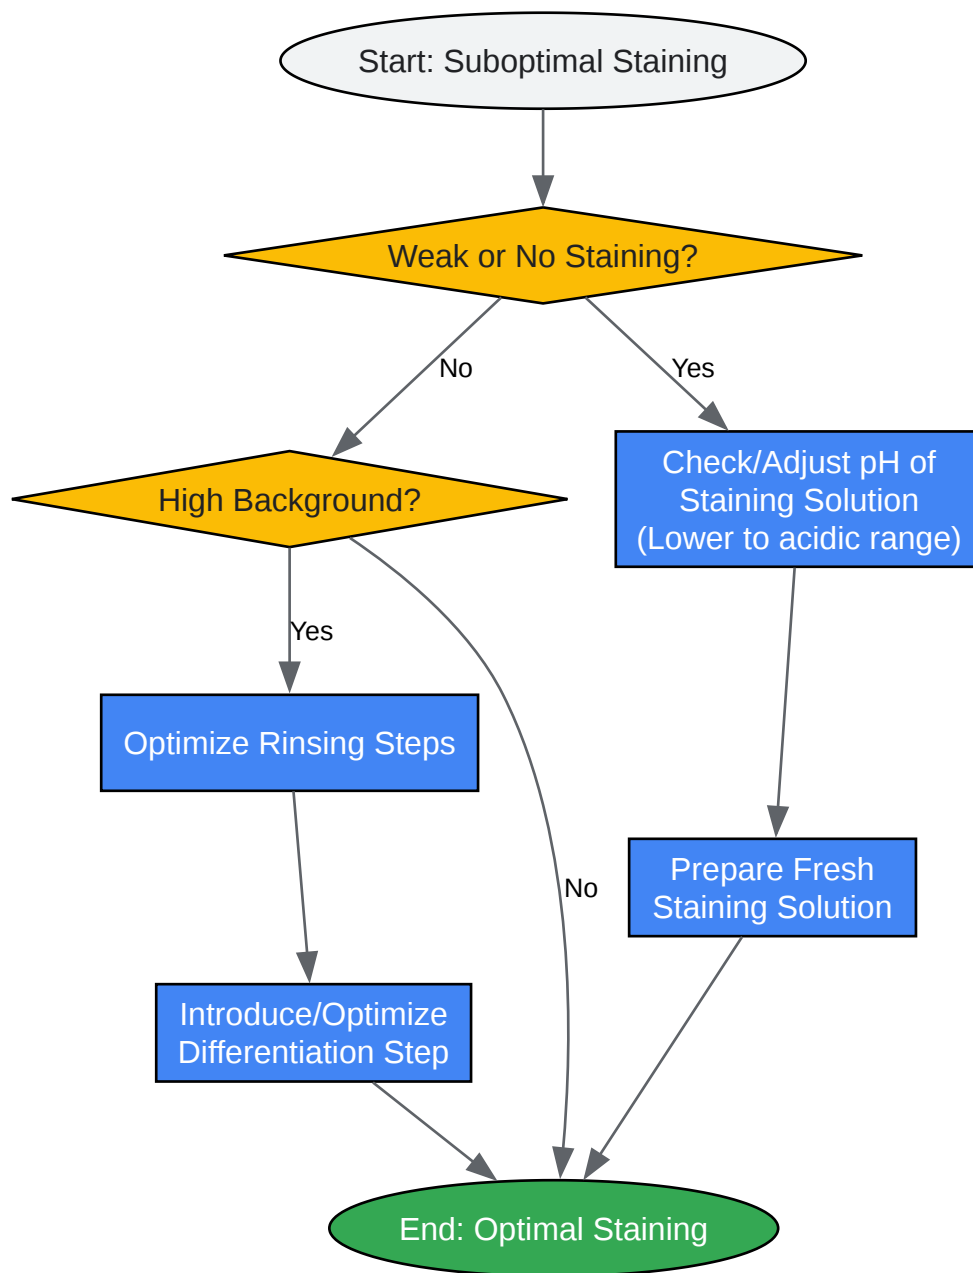 Start: Suboptimal Staining
Weak or No Staining?
No
Yes
Check/Adjust pH of
Staining Solution
(Lower to acidic range)
High Background?
Yes
Optimize Rinsing Steps
No
Prepare Fresh
Staining Solution
Introduce/Optimize
Differentiation Step
End: Optimal Staining